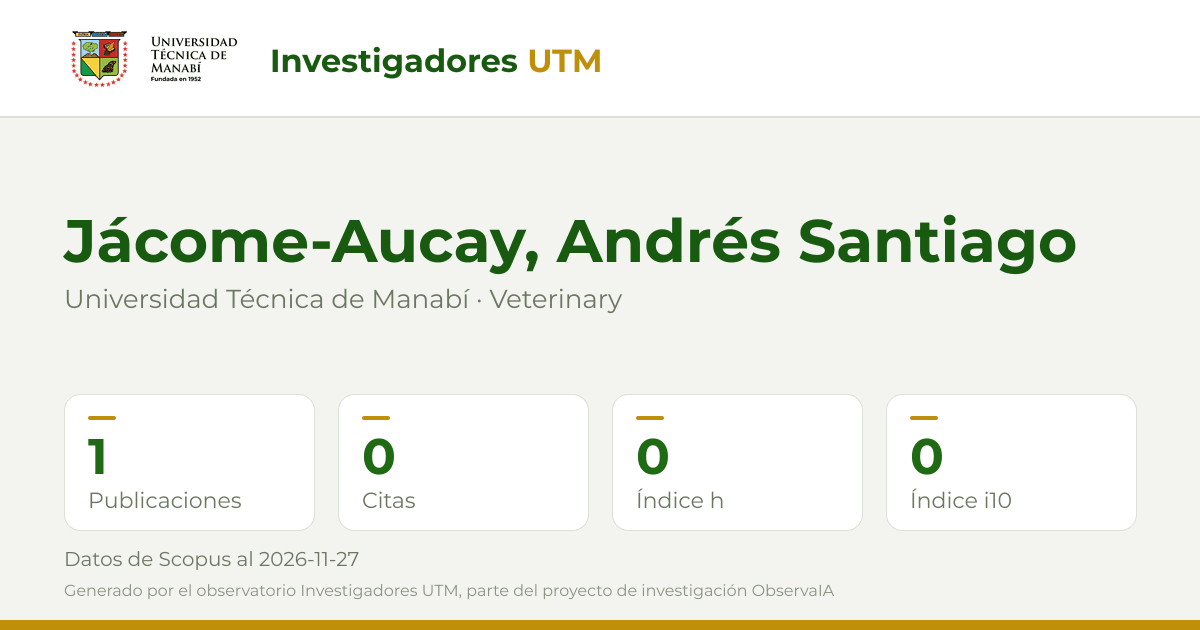 UNIVERSIDAD
TÉCNICA DE
MANABÍ
Fundada en 1952
Investigadores UTM
Jácome-Aucay, Andrés Santiago
Universidad Técnica de Manabí · Veterinary
1
Publicaciones
0
Citas
0
Índice h
0
Índice i10
Datos de Scopus al 2026-11-27
Generado por el observatorio Investigadores UTM, parte del proyecto de investigación ObservaIA